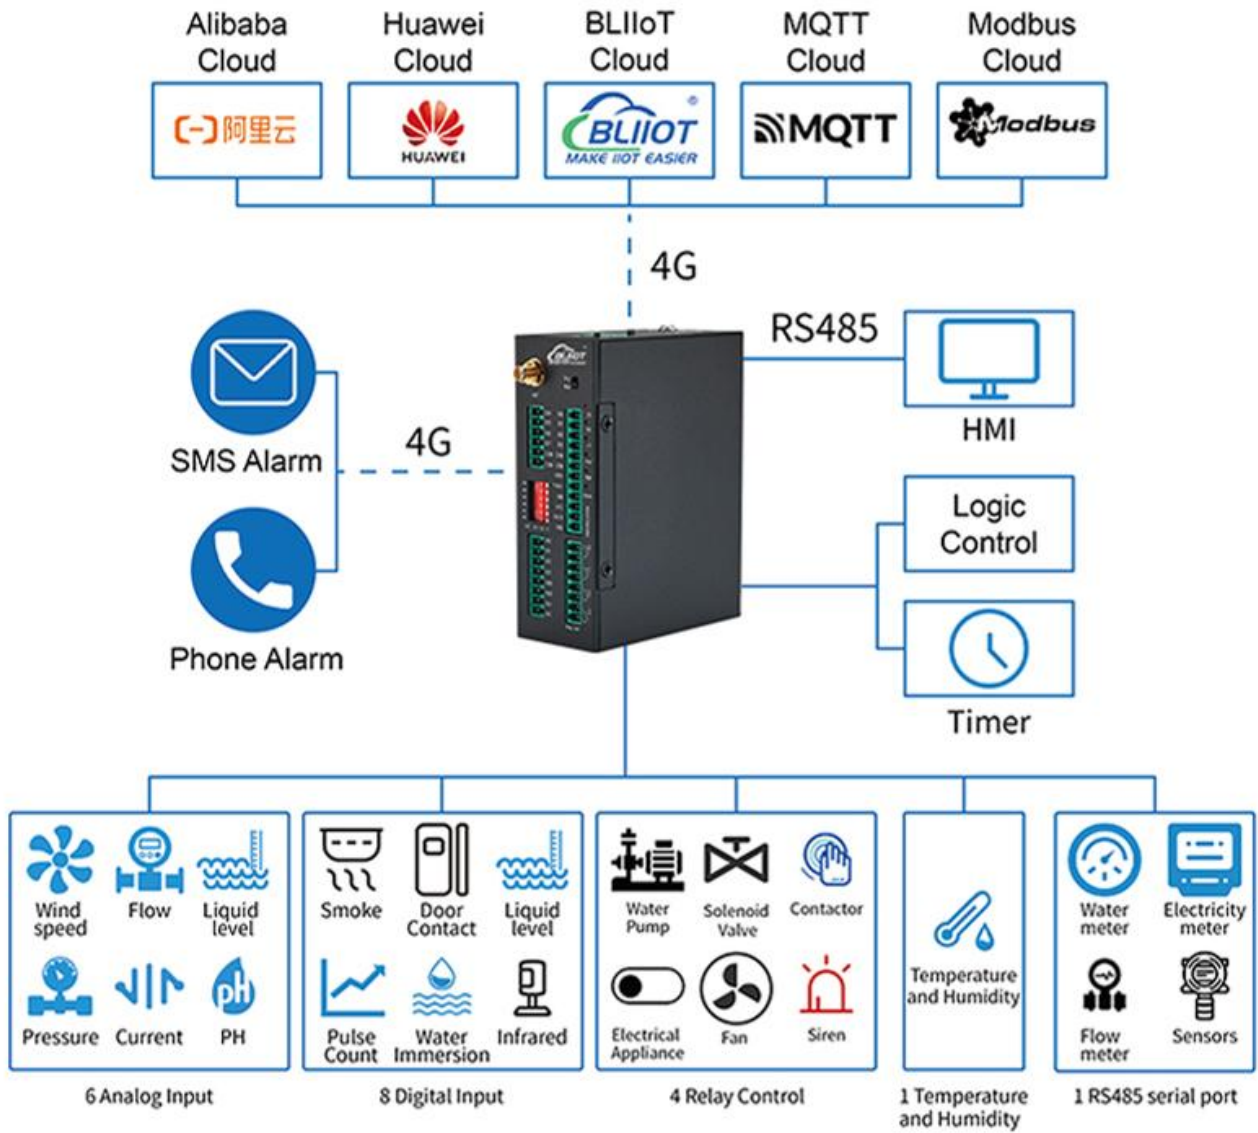 Alibaba
Cloud
Huawei
Cloud
BLIIoT
Cloud
MQTT
Cloud
Modbus
Cloud
阿里云
HUAWEI
BLIIOT
®
MAKE IIOT EASIER
MQTT
Modbus
4G
RS485
HMI
SMS Alarm
4G
Phone Alarm
BLIIOT
Logic
Control
Timer
Wind
speed
Flow
Liquid
level
Pressure
Current
pH
PH
6 Analog Input
Smoke
Door
Contact
Liquid
level
Pulse
Count
Water
Immersion
Infrared
8 Digital Input
Water
Pump
Solenoid
Valve
Contactor
Electrical
Appliance
Fan
Siren
4 Relay Control
Temperature
and Humidity
1 Temperature
and Humidity
Water
meter
Electricity
meter
Flow
meter
Sensors
1 RS485 serial port